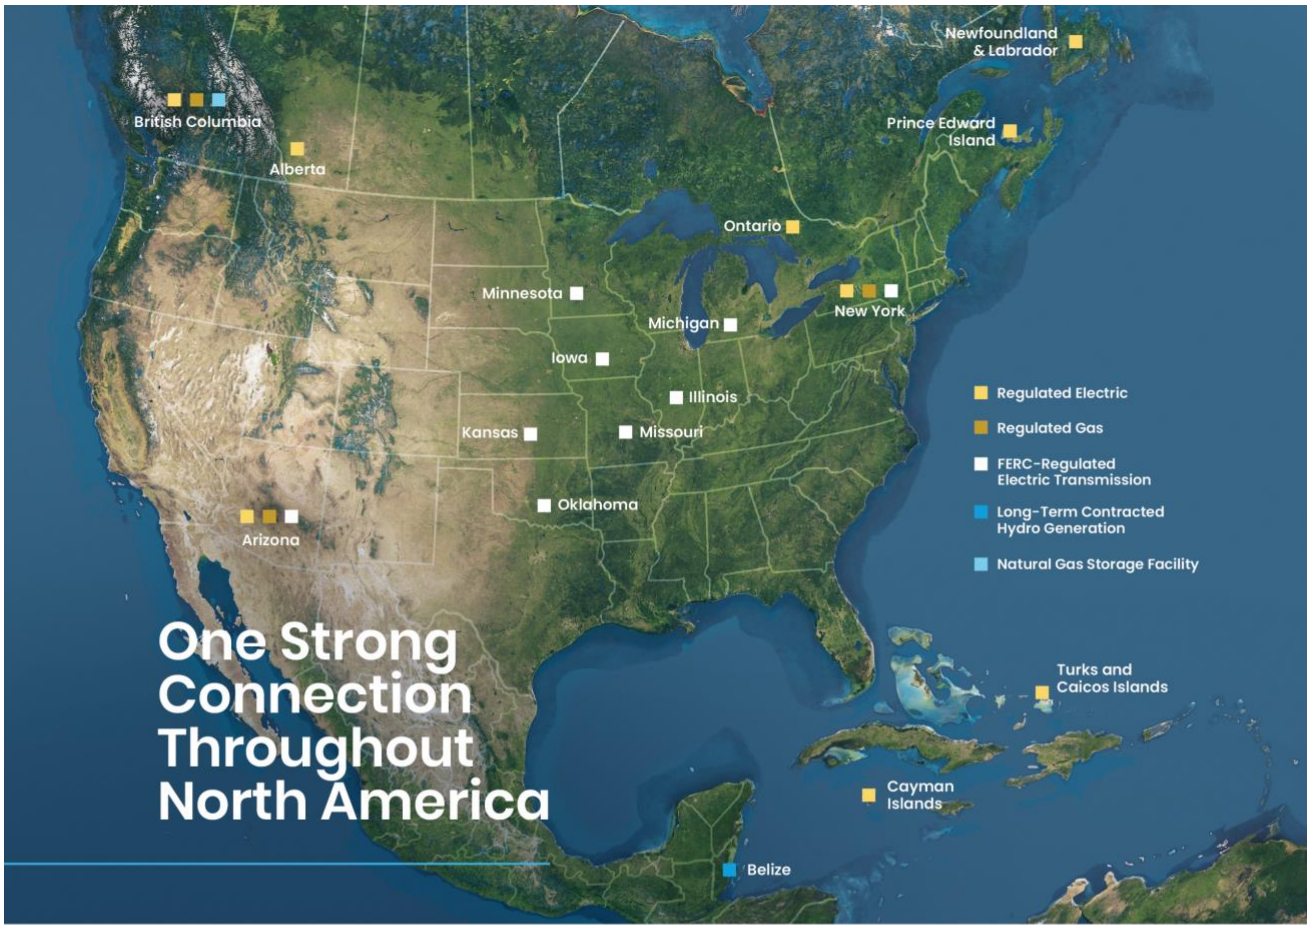 Newfoundland
& Labrador
British Columbia
Prince Edward
Island
Alberta
Ontario
Minnesota
New York
Michigan
Iowa
Illinois
Kansas
Missouri
Oklahoma
Arizona
Regulated Electric
Regulated Gas
FERC-Regulated
Electric Transmission
Long-Term Contracted
Hydro Generation
Natural Gas Storage Facility
One Strong
Connection
Throughout
North America
Turks and
Caicos Islands
Cayman
Islands
Belize